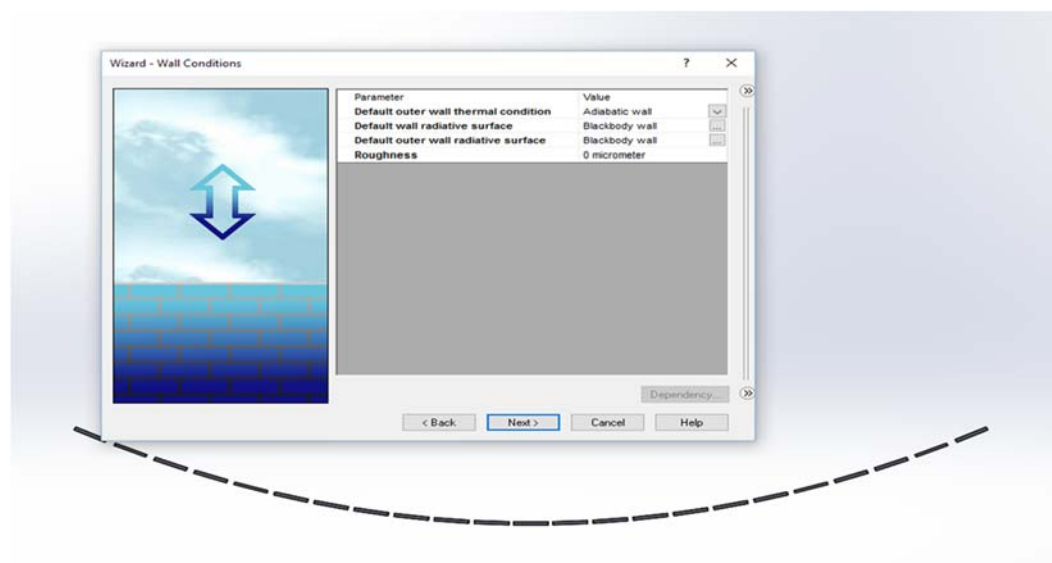 Wizard - Wall Conditions ? ×
Parameter Value
Default outer wall thermal condition Adiabatic wall
Default wall radiative surface Blackbody wall ...
Default outer wall radiative surface Blackbody wall ...
Roughness 0 micrometer
Dependency...
< Back Next > Cancel Help